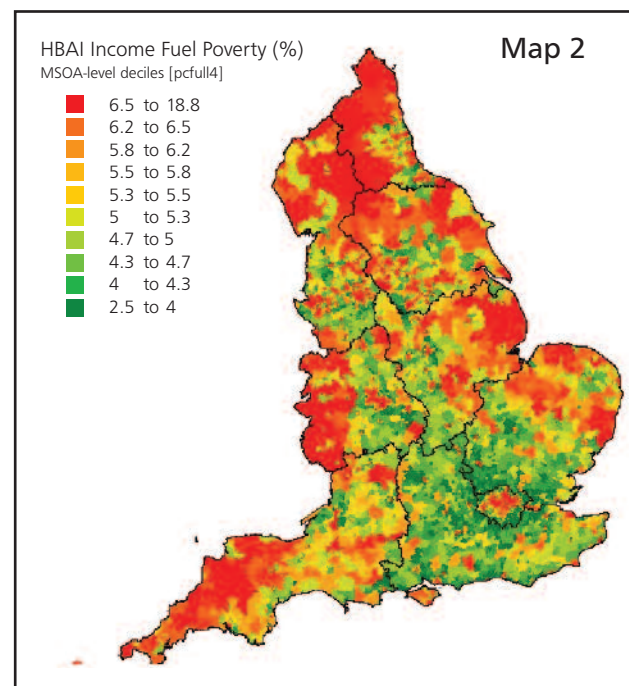 HBAI Income Fuel Poverty (%)
Map 2
MSOA-level deciles [pcfull4]
6.5 to 18.8
6.2 to 6.5
5.8 to 6.2
5.5 to 5.8
5.3 to 5.5
5 to 5.3
4.7 to 5
4.3 to 4.7
4 to 4.3
2.5 to 4